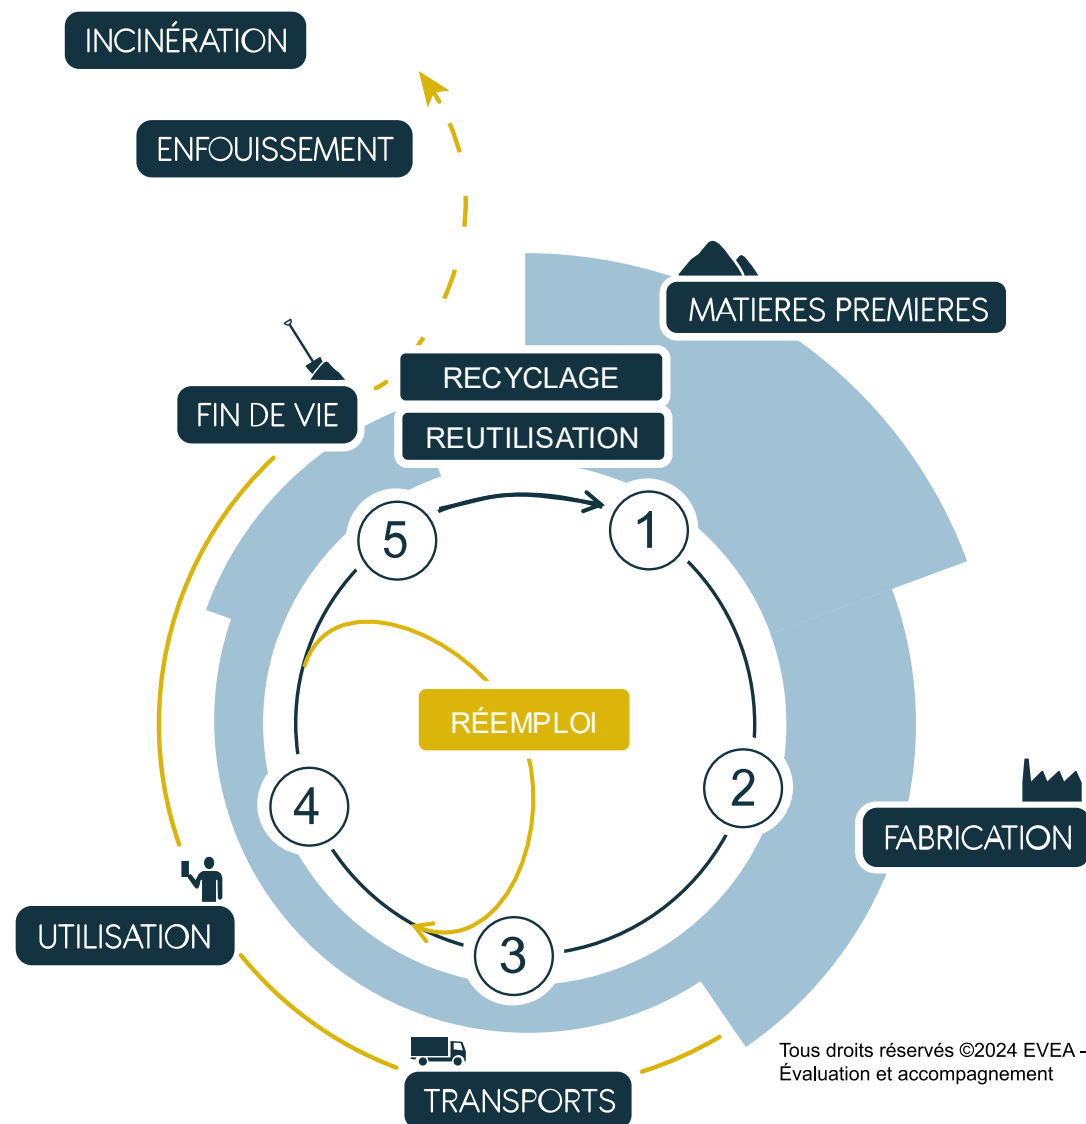 INCINÉRATION
ENFOUISSEMENT
MATIERES PREMIERES
RECYCLAGE
FIN DE VIE
REUTILISATION
5
1
RÉEMPLOI
2
4
FABRICATION
UTILISATION
3
Tous droits réservés ©2024 EVEA –
Évaluation et accompagnement
TRANSPORTS